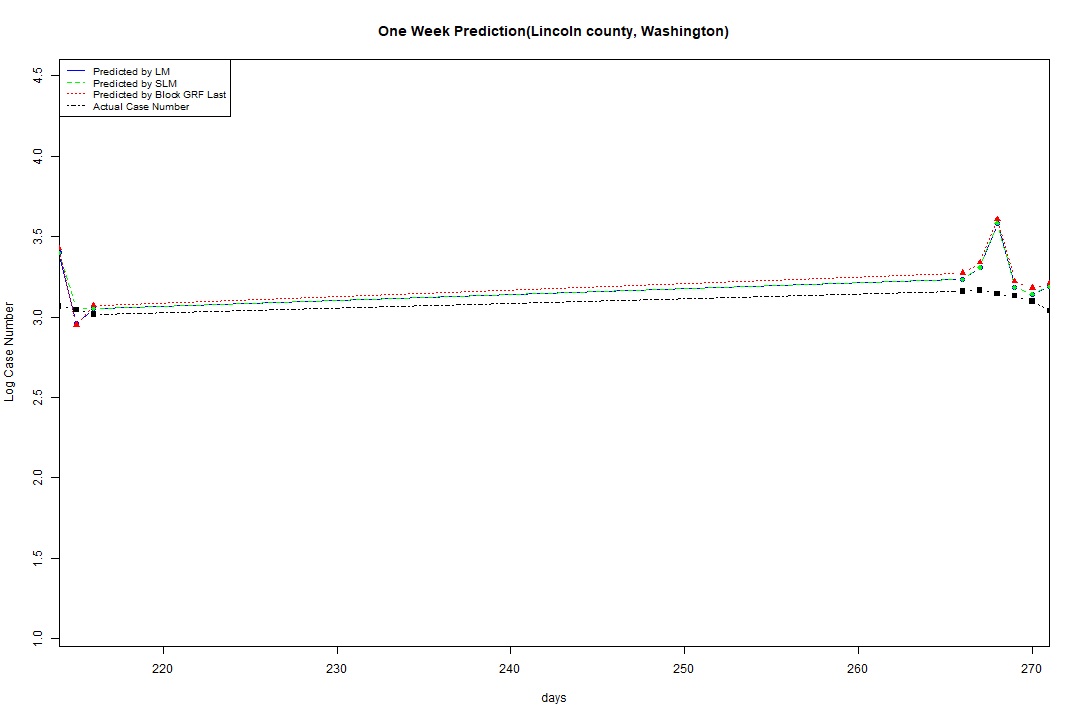 One Week Prediction(Lincoln county, Washington)
Predicted by LM
Predicted by SLM
Predicted by Block GRF Last
Actual Case Number
4.5
4.0
3.5
3.0
2.5
2.0
1.5
1.0
Log Case Number
220 230 240 250 260 270
days